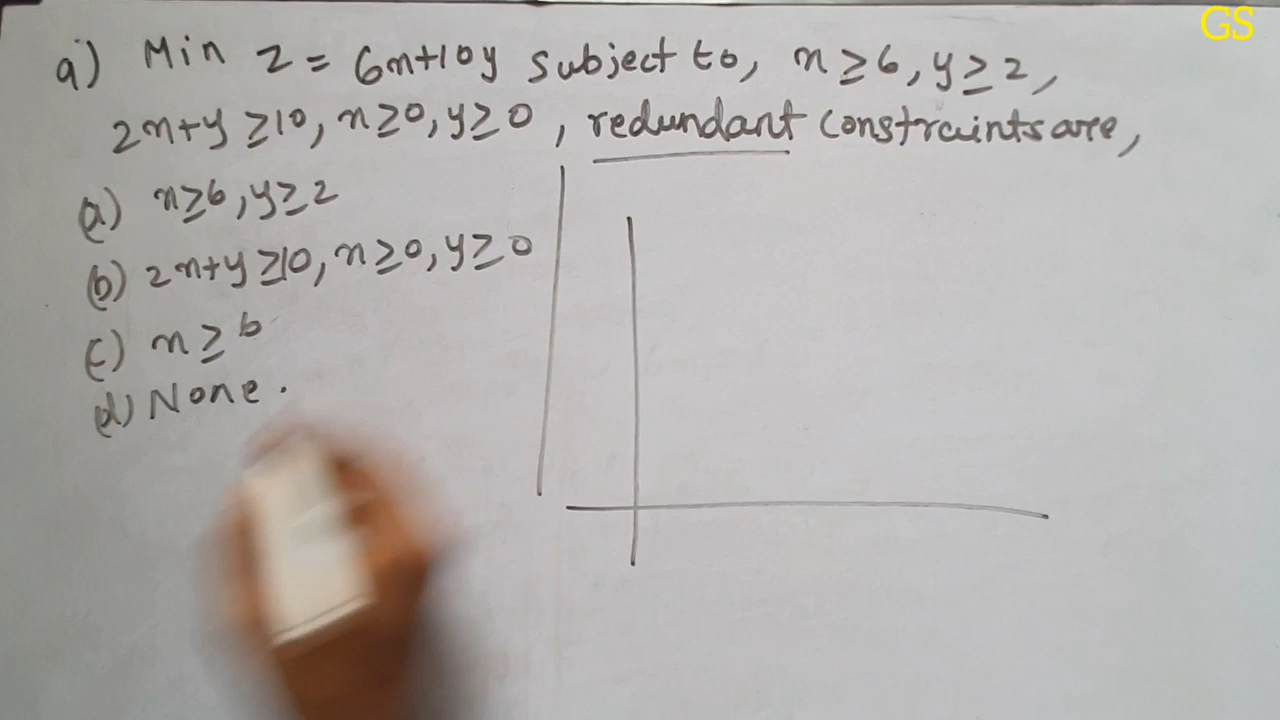 GS
q) Min Z = 6x+10y subject to, x ≥ 6, y ≥ 2,
2x+y ≥ 10, x ≥ 0, y ≥ 0, redundant constraints are,
(a) x ≥ 6, y ≥ 2
(b) 2x+y ≥ 10, x ≥ 0, y ≥ 0
(c) x ≥ 6
(d) None.